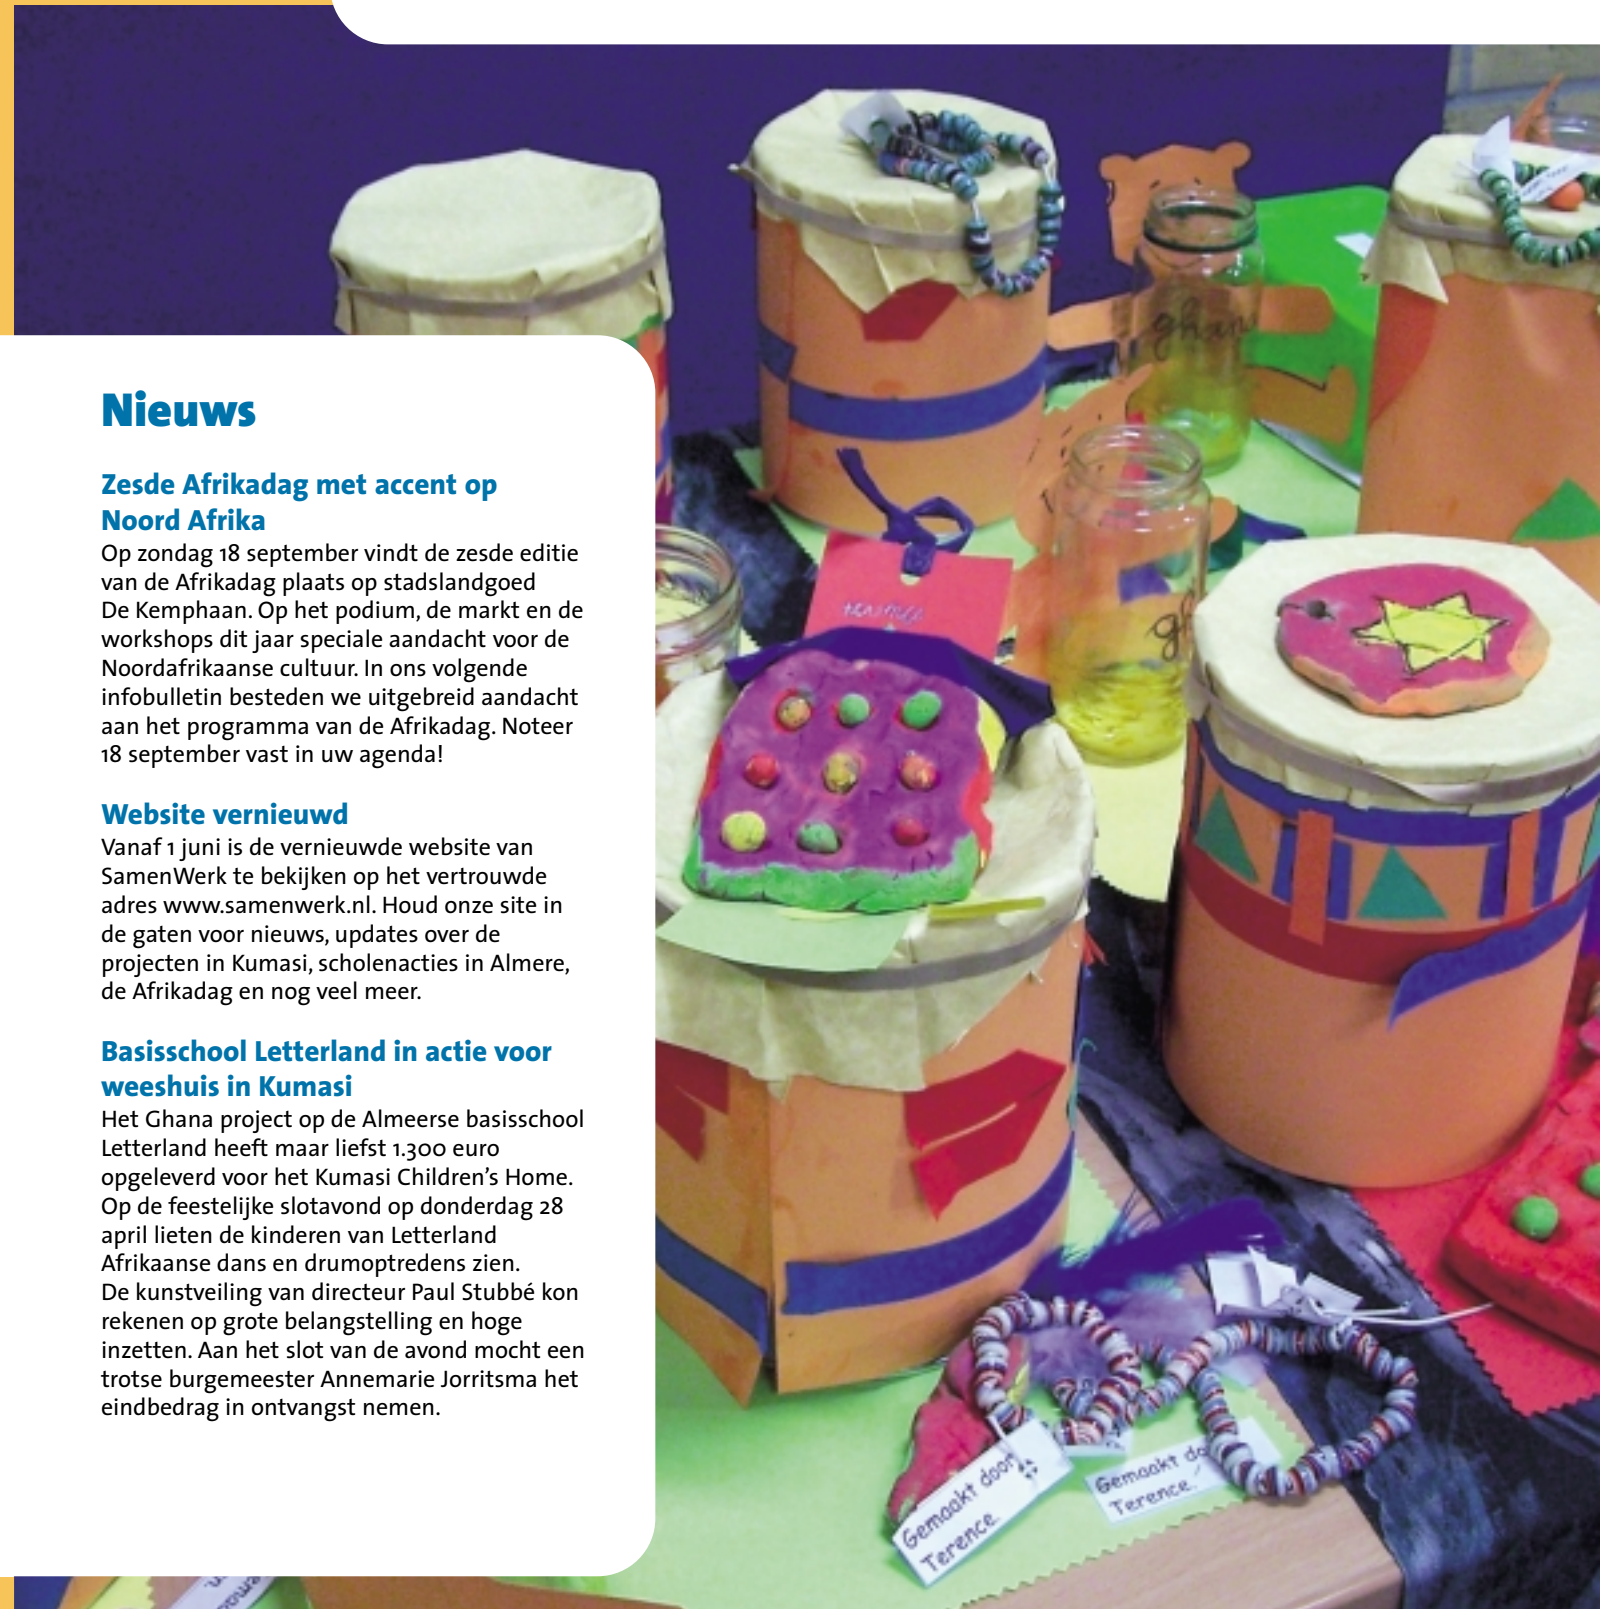 Nieuws
Zesde Afrikadag met accent op
Noord Afrika
Op zondag 18 september vindt de zesde editie
van de Afrikadag plaats op stadslandgoed
De Kemphaan. Op het podium, de markt en de
workshops dit jaar speciale aandacht voor de
Noordafrikaanse cultuur. In ons volgende
infobulletin besteden we uitgebreid aandacht
aan het programma van de Afrikadag. Noteer
18 september vast in uw agenda!
Website vernieuwd
Vanaf 1 juni is de vernieuwde website van
SamenWerk te bekijken op het vertrouwde
adres www.samenwerk.nl. Houd onze site in
de gaten voor nieuws, updates over de
projecten in Kumasi, scholenacties in Almere,
de Afrikadag en nog veel meer.
Basisschool Letterland in actie voor
weeshuis in Kumasi
Het Ghana project op de Almeerse basisschool
Letterland heeft maar liefst 1.300 euro
opgeleverd voor het Kumasi Children's Home.
Op de feestelijke slotavond op donderdag 28
april lieten de kinderen van Letterland
Afrikaanse dans en drumoptredens zien.
De kunstveiling van directeur Paul Stubbé kon
rekenen op grote belangstelling en hoge
inzetten. Aan het slot van de avond mocht een
trotse burgemeester Annemarie Jorritsma het
eindbedrag in ontvangst nemen.
ghana
Gemaakt door
Terence.
Gemaakt do
Terence.